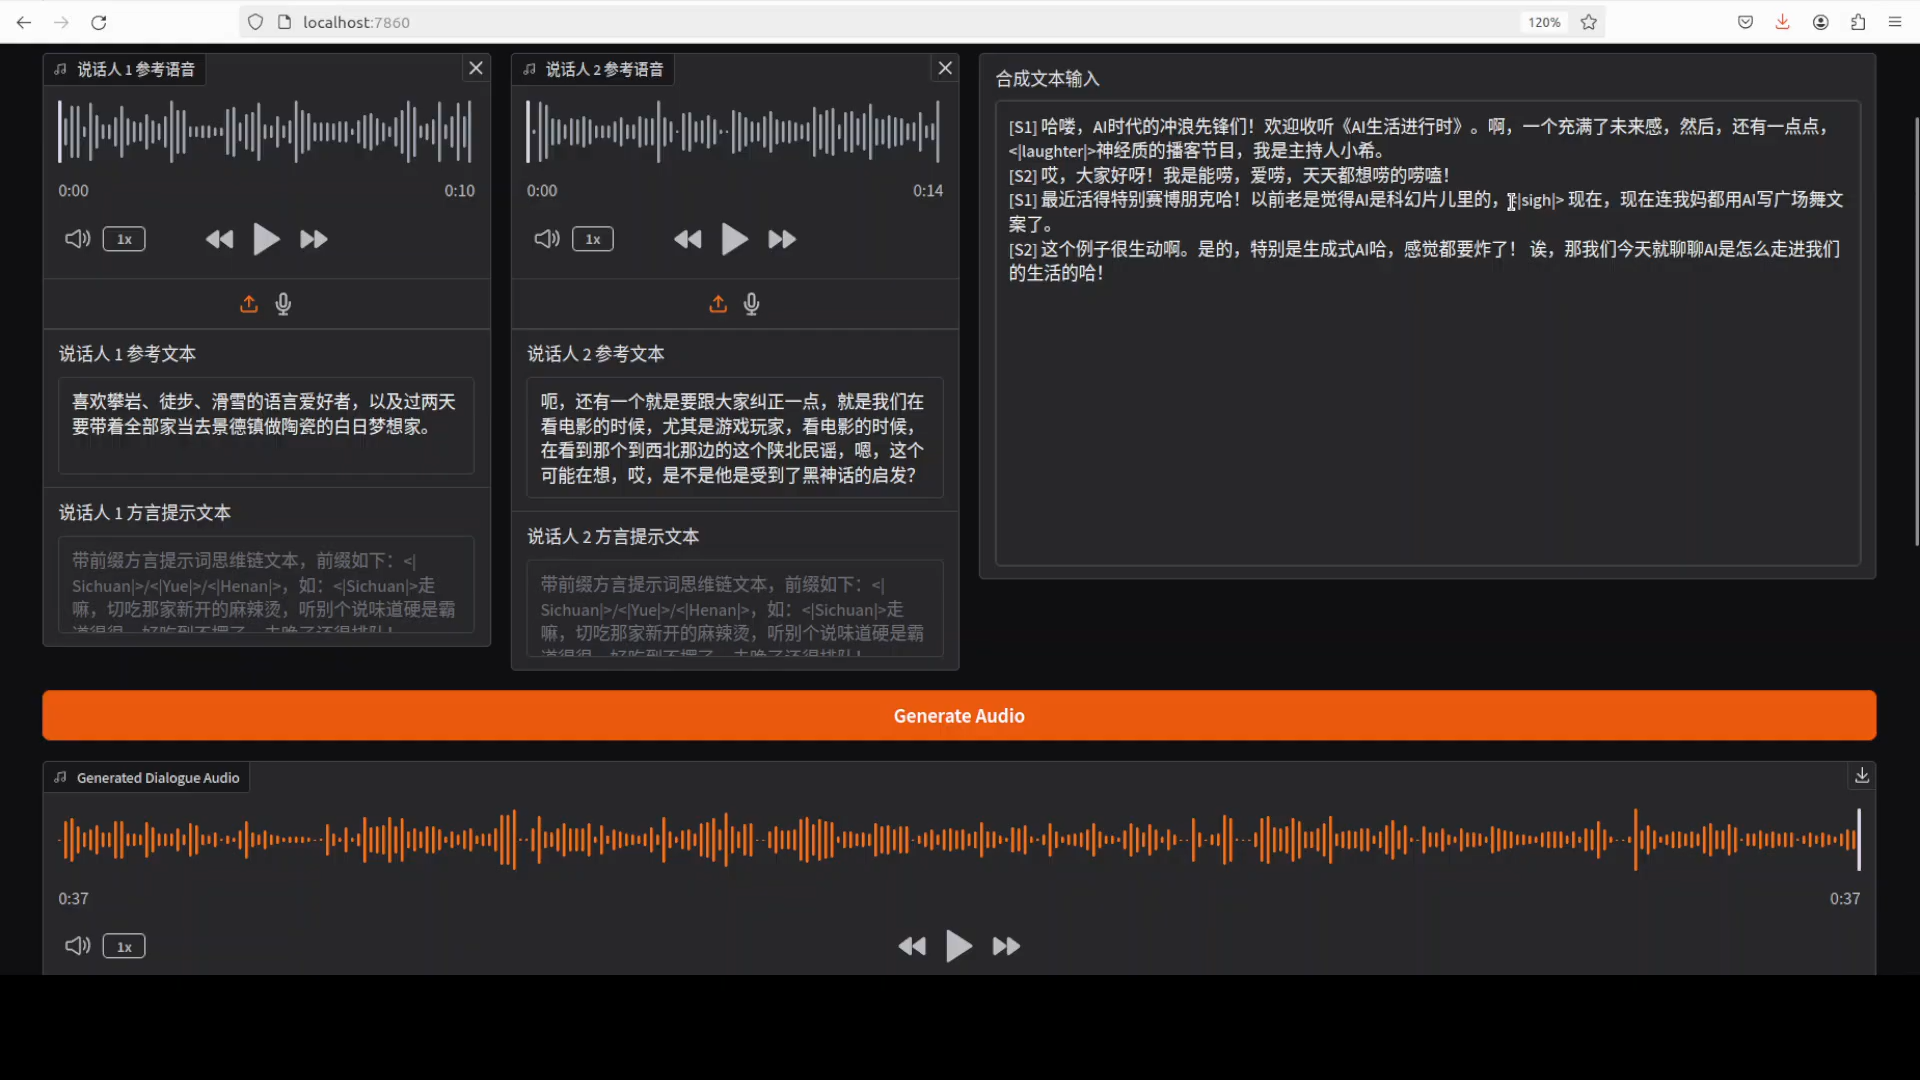 localhost:7860
120%
说话人 1 参考语音
0:00
0:10
1x
说话人 1 参考文本
喜欢攀岩、徒步、滑雪的语言爱好者，以及过两天
要带着全部家当去景德镇做陶瓷的白日梦想家。
说话人 1 方言提示文本
带前缀方言提示词思维链文本，前缀如下：<|
Sichuan|>/<|Yue|>/<|Henan|>，如：<|Sichuan|>走
嘛，切吃那家新开的麻辣烫，听别个说味道硬是霸
说话人 2 参考语音
0:00
0:14
1x
说话人 2 参考文本
呃，还有一个就是要跟大家纠正一点，就是我们在
看电影的时候，尤其是游戏玩家，看电影的时候，
在看到那个到西北那边的这个陕北民谣，嗯，这个
可能在想，哎，是不是他是受到了黑神话的启发？
说话人 2 方言提示文本
带前缀方言提示词思维链文本，前缀如下：<|
Sichuan|>/<|Yue|>/<|Henan|>，如：<|Sichuan|>走
嘛，切吃那家新开的麻辣烫，听别个说味道硬是霸
合成文本输入
[S1] 哈喽，AI时代的冲浪先锋们！欢迎收听《AI生活进行时》。啊，一个充满了未来感，然后，还有一点点，
<|laughter|>神经质的播客节目，我是主持人小希。
[S2] 哎，大家好呀！我是能唠，爱唠，天天都想唠的唠嗑！
[S1] 最近活得特别赛博朋克哈！以前老是觉得AI是科幻片儿里的，<|sigh|> 现在，现在连我妈都用AI写广场舞文
案了。
[S2] 这个例子很生动啊。是的，特别是生成式AI哈，感觉都要炸了！ 诶，那我们今天就聊聊AI是怎么走进我们
的生活的哈！
Generate Audio
Generated Dialogue Audio
0:37
0:37
1x